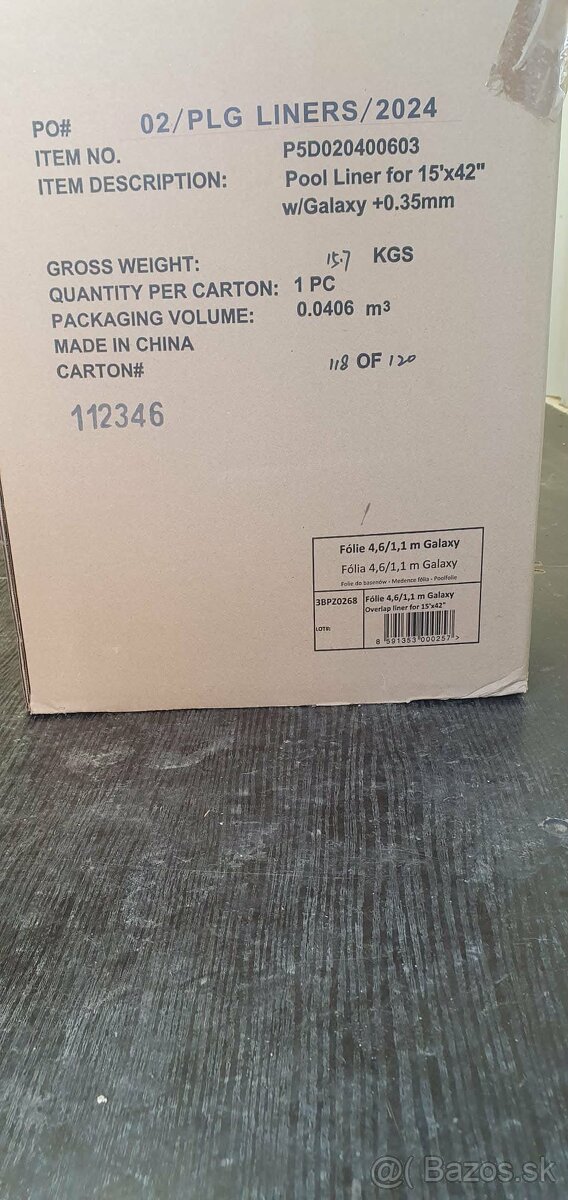 PO# 02/PLG LINERS/2024
ITEM NO. P5D020400603
ITEM DESCRIPTION: Pool Liner for 15'x42"
w/Galaxy +0.35mm
GROSS WEIGHT: 15.7 KGS
QUANTITY PER CARTON: 1 PC
PACKAGING VOLUME: 0.0406 m³
MADE IN CHINA
CARTON# 118 OF 120
112346
Fólie 4,6/1,1 m Galaxy
Fólia 4,6/1,1 m Galaxy
Folie do basenów - Medence fólia - Poolfolie
3BPZ0268 Fólie 4,6/1,1 m Galaxy
Overlap liner for 15'x42"
LOT#:
8 591353 000257 >
@( Bazos.sk